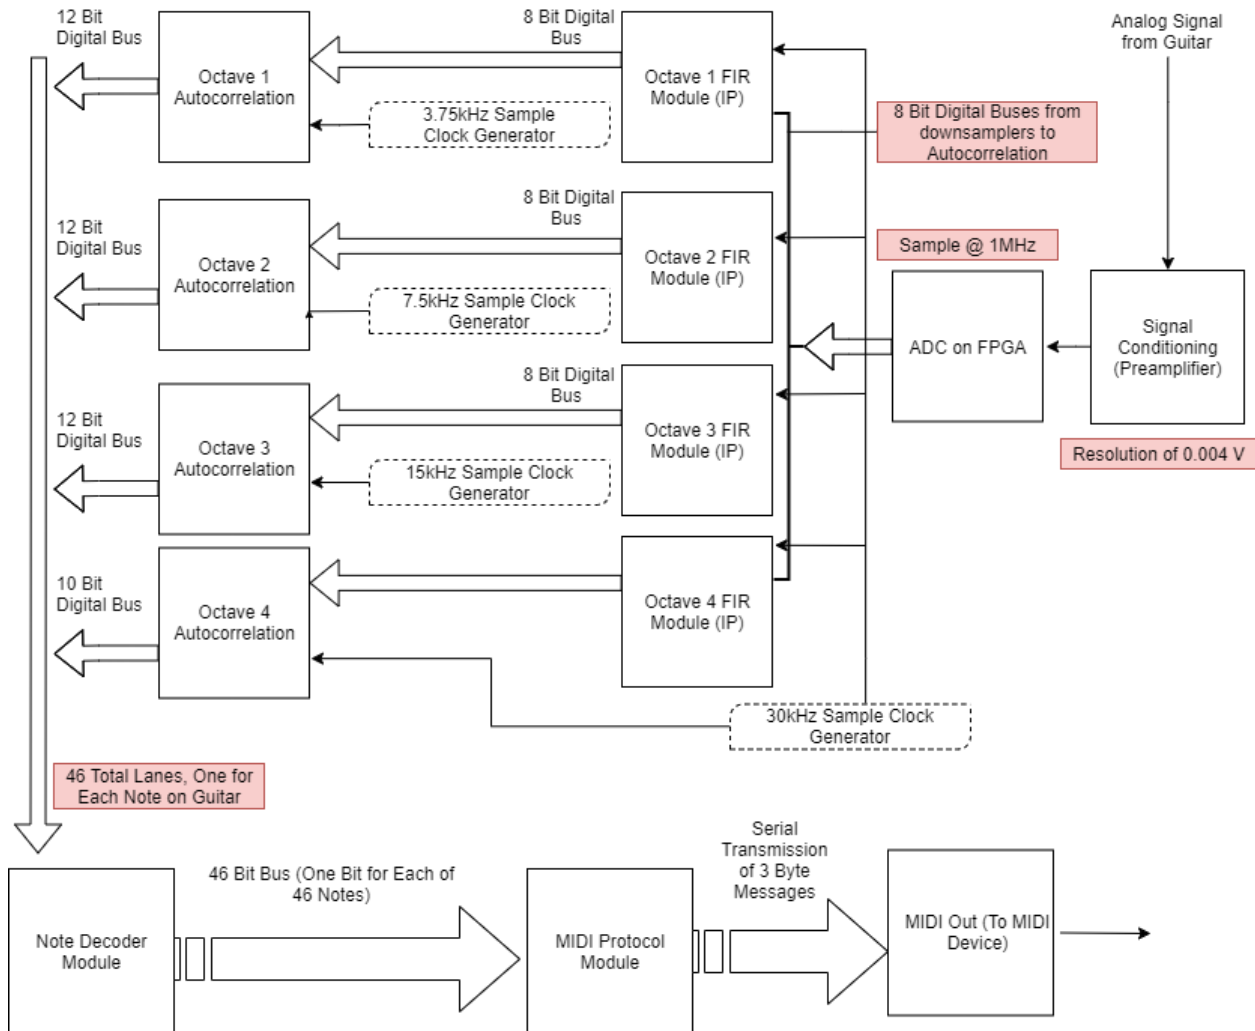 12 Bit
Digital Bus
8 Bit Digital
Bus
Analog Signal
from Guitar
Octave 1
Autocorrelation
Octave 1 FIR
Module (IP)
3.75kHz Sample
Clock Generator
8 Bit Digital Buses from
downsamplers to
Autocorrelation
12 Bit
Digital Bus
8 Bit Digital
Bus
Octave 2
Autocorrelation
Octave 2 FIR
Module (IP)
Sample @ 1MHz
7.5kHz Sample Clock
Generator
ADC on FPGA
Signal
Conditioning
(Preamplifier)
8 Bit Digital
Bus
12 Bit
Digital Bus
Octave 3
Autocorrelation
Octave 3 FIR
Module (IP)
Resolution of 0.004 V
15kHz Sample Clock
Generator
10 Bit
Digital Bus
Octave 4
Autocorrelation
Octave 4 FIR
Module (IP)
30kHz Sample Clock
Generator
46 Total Lanes, One for
Each Note on Guitar
Serial
Transmission
of 3 Byte
Messages
46 Bit Bus (One Bit for Each of
46 Notes)
Note Decoder
Module
MIDI Protocol
Module
MIDI Out (To MIDI
Device)